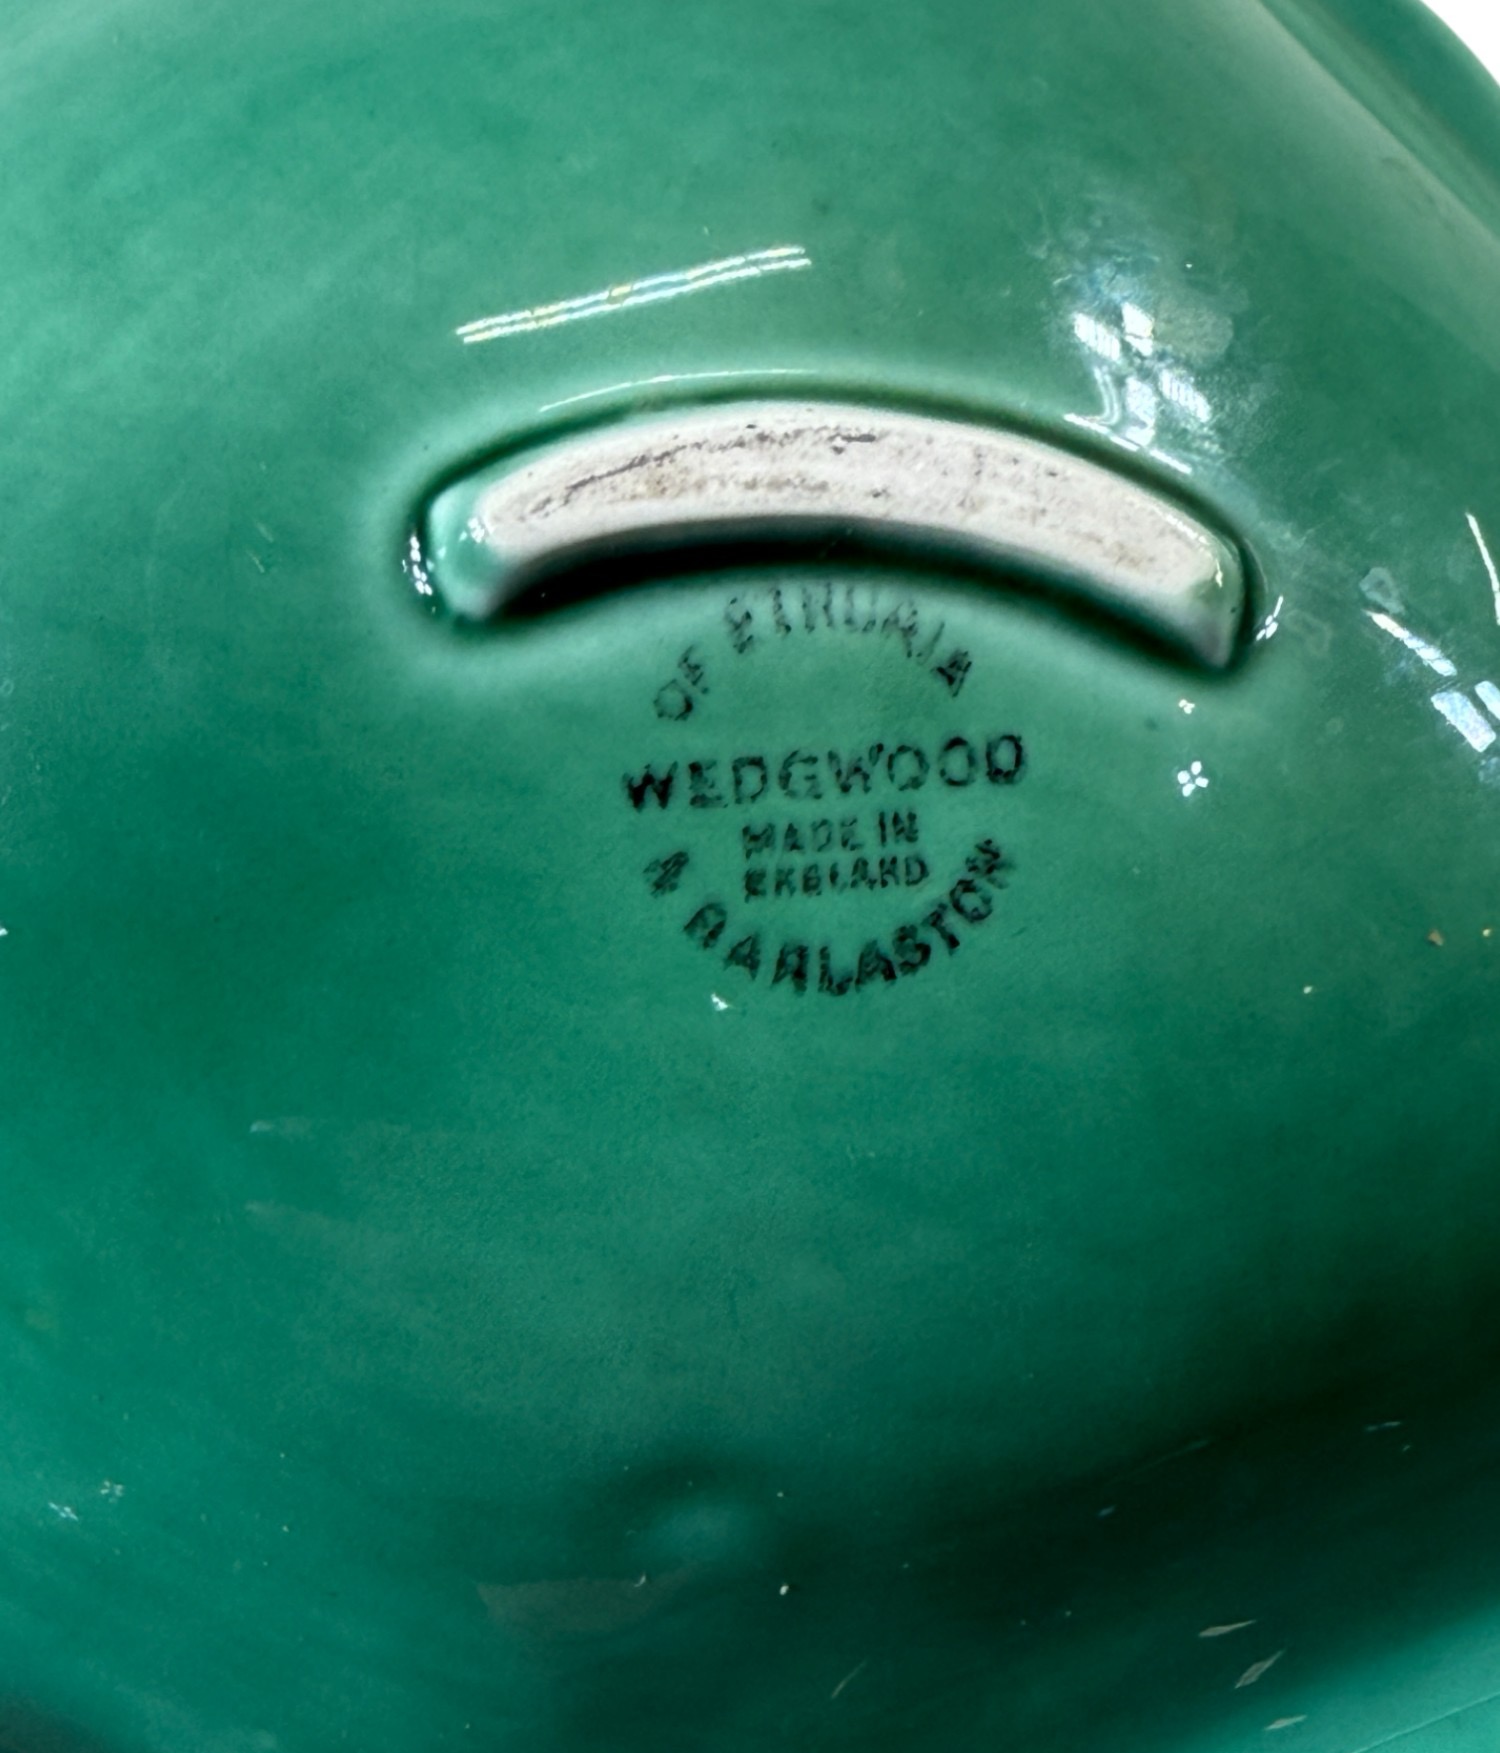 OF ETRURIA
WEDGWOOD
MADE IN
ENGLAND
& BARLASTON